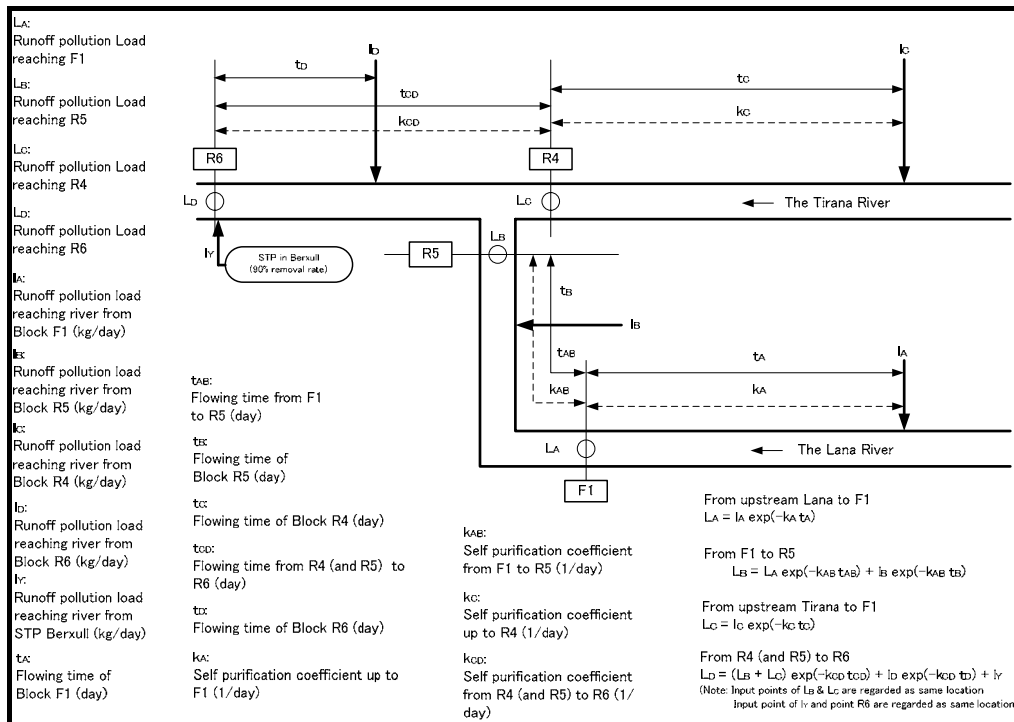 LA:
Runoff pollution Load
reaching F1
LB:
Runoff pollution Load
reaching R5
LC:
Runoff pollution Load
reaching R4
LD:
Runoff pollution Load
reaching R6
IA:
Runoff pollution load
reaching river from
Block F1 (kg/day)
IB:
Runoff pollution load
reaching river from
Block R5 (kg/day)
IC:
Runoff pollution load
reaching river from
Block R4 (kg/day)
ID:
Runoff pollution load
reaching river from
Block R6 (kg/day)
IY:
Runoff pollution load
reaching river from
STP Berxull (kg/day)
tA:
Flowing time of
Block F1 (day)
tAB:
Flowing time from F1
to R5 (day)
tB:
Flowing time of
Block R5 (day)
tC:
Flowing time of Block R4 (day)
tCD:
Flowing time from R4 (and R5) to
R6 (day)
tD:
Flowing time of Block R6 (day)
kA:
Self purification coefficient up to
F1 (1/day)
kAB:
Self purification coefficient
from F1 to R5 (1/day)
kC:
Self purification coefficient
up to R4 (1/day)
kCD:
Self purification coefficient
from R4 (and R5) to R6 (1/
day)
ID
IC
tD
tC
tCD
kCD
kC
R6
R4
LD
LC
The Tirana River
IY
STP in Berxull
(90% removal rate)
R5
LB
tB
IB
tAB
kAB
tA
IA
kA
LA
The Lana River
F1
From upstream Lana to F1
LA = IA exp(-kA tA)
From F1 to R5
LB = LA exp(-kAB tAB) + IB exp(-kAB tB)
From upstream Tirana to F1
LC = IC exp(-kC tC)
From R4 (and R5) to R6
LD = (LB + LC) exp(-kCD tCD) + ID exp(-kCD tD) + IY
(Note: Input points of LB & LC are regarded as same location
Input point of IY and point R6 are regarded as same location